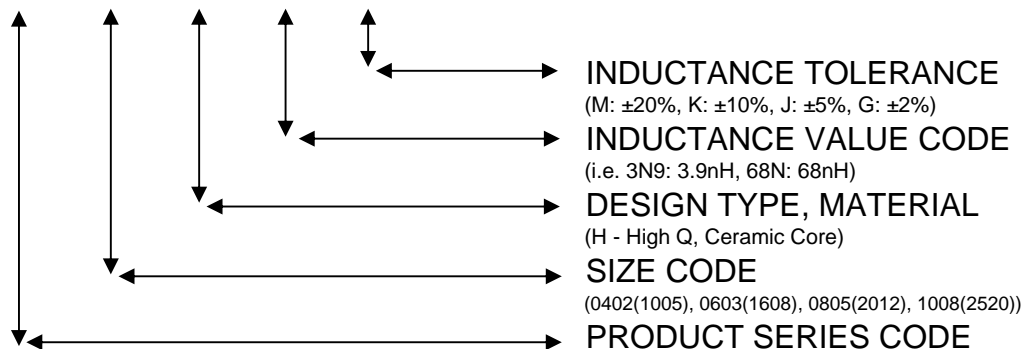 INDUCTANCE TOLERANCE
(M: ±20%, K: ±10%, J: ±5%, G: ±2%)
INDUCTANCE VALUE CODE
(i.e. 3N9: 3.9nH, 68N: 68nH)
DESIGN TYPE, MATERIAL
(H - High Q, Ceramic Core)
SIZE CODE
(0402(1005), 0603(1608), 0805(2012), 1008(2520))
PRODUCT SERIES CODE